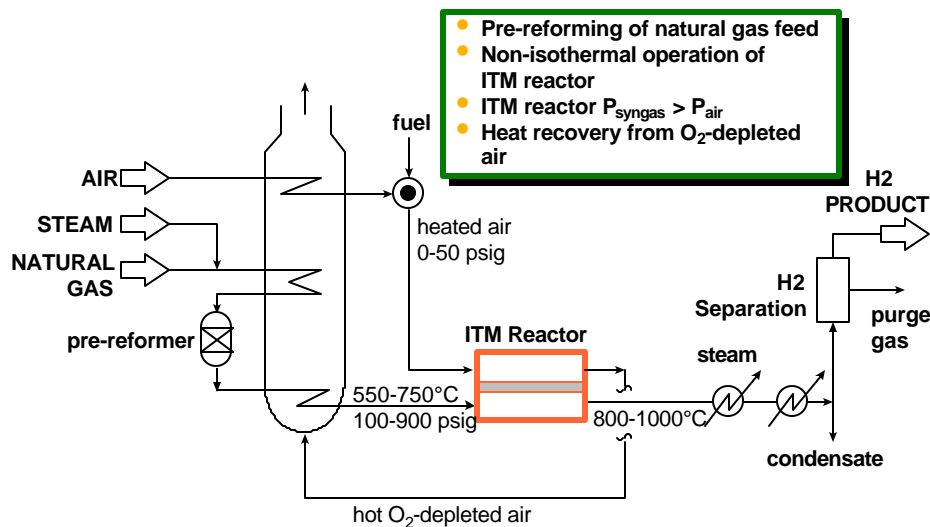 Pre-reforming of natural gas feed
Non-isothermal operation of
ITM reactor
ITM reactor Psyngas > Pair
Heat recovery from O2-depleted
air
fuel
AIR
STEAM
NATURAL
GAS
pre-reformer
heated air
0-50 psig
H2
PRODUCT
H2
Separation
purge
gas
ITM Reactor
steam
550-750°C
100-900 psig
800-1000°C
condensate
hot O2-depleted air